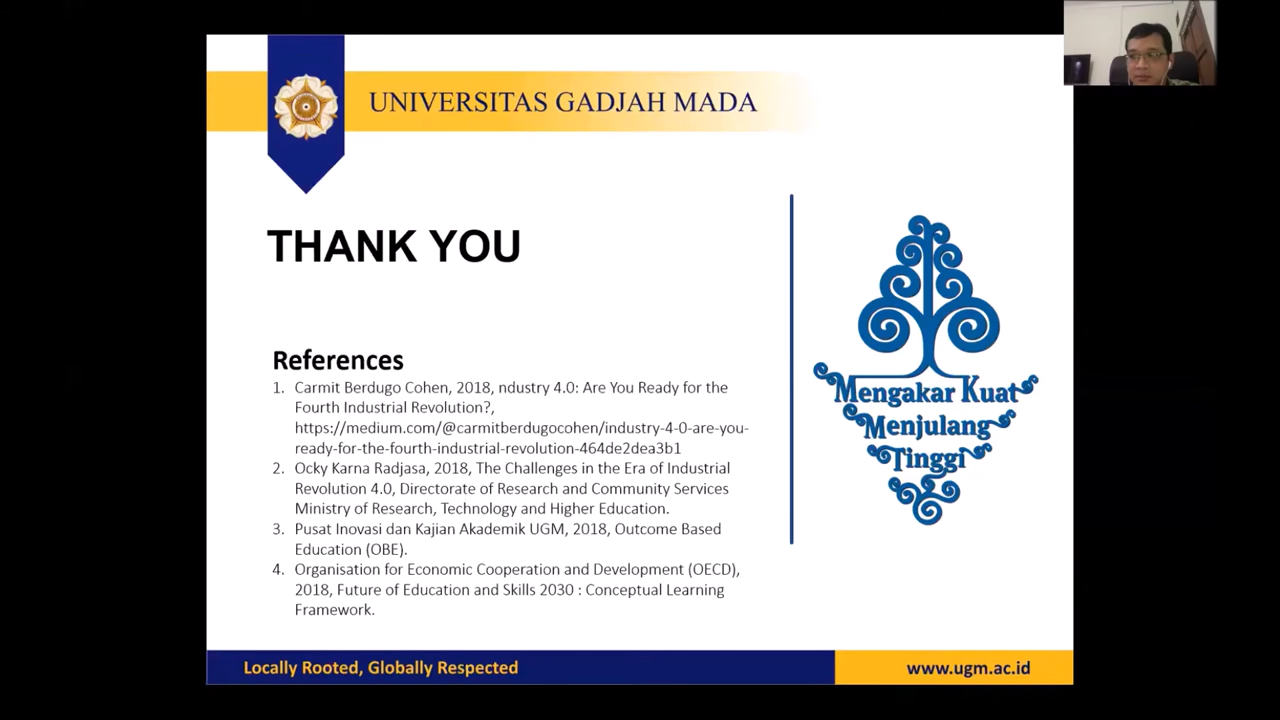 UNIVERSITAS GADJAH MADA
THANK YOU
References
1. Carmit Berdugo Cohen, 2018, ndustry 4.0: Are You Ready for the
Fourth Industrial Revolution?,
https://medium.com/@carmitberdugocohen/industry-4-0-are-you-
ready-for-the-fourth-industrial-revolution-464de2dea3b1
2. Ocky Karna Radjasa, 2018, The Challenges in the Era of Industrial
Revolution 4.0, Directorate of Research and Community Services
Ministry of Research, Technology and Higher Education.
3. Pusat Inovasi dan Kajian Akademik UGM, 2018, Outcome Based
Education (OBE).
4. Organisation for Economic Cooperation and Development (OECD),
2018, Future of Education and Skills 2030 : Conceptual Learning
Framework.
Mengakar Kuat
Menjulang
Tinggi
Locally Rooted, Globally Respected
www.ugm.ac.id